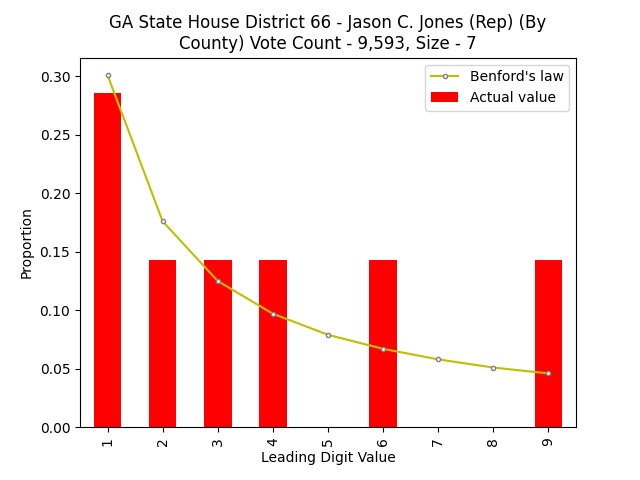 GA State House District 66 - Jason C. Jones (Rep) (By
County) Vote Count - 9,593, Size - 7
Benford's law
Actual value
0.30
0.25
0.20
0.15
0.10
0.05
0.00
Proportion
1
2
3
4
5
6
7
8
9
Leading Digit Value